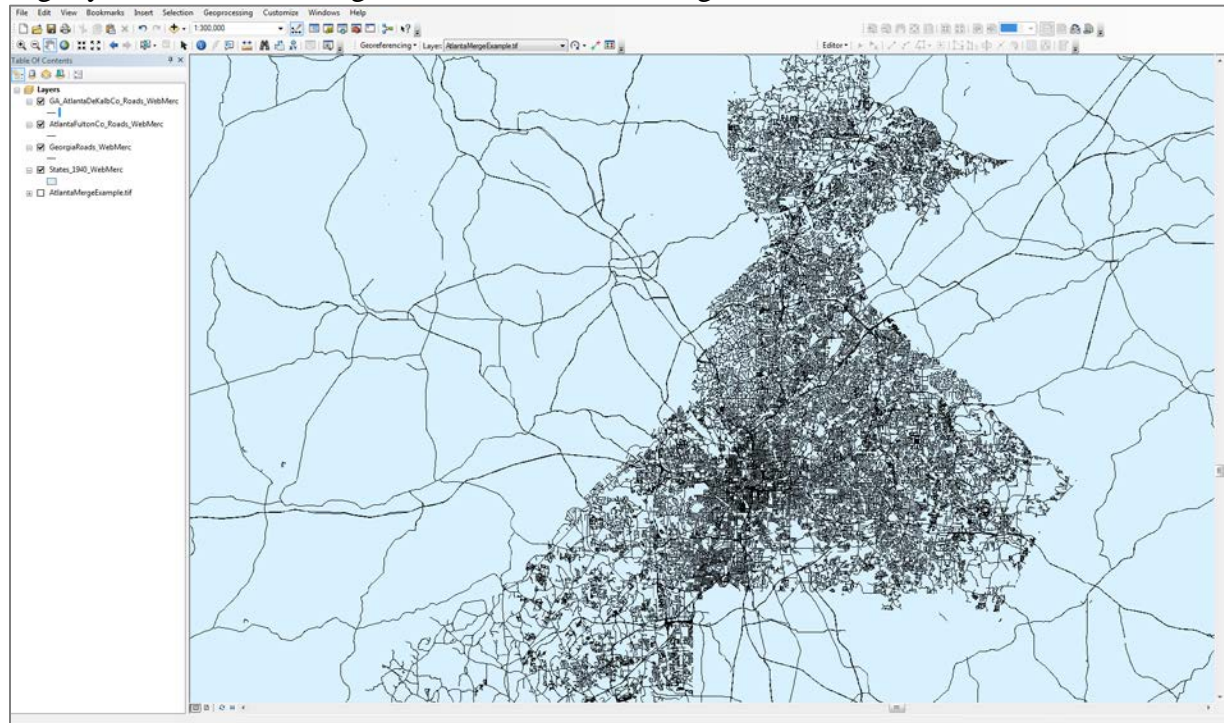 File Edit View Bookmarks Insert Selection Geoprocessing Customize Windows Help
1:300,000
Georeferencing Layer: AtlantaMergeExample.tif Editor
Table Of Contents
Layers
GA_AtlantaDeKalbCo_Roads_WebMerc
AtlantaFultonCo_Roads_WebMerc
GeorgiaRoads_WebMerc
States_1940_WebMerc
AtlantaMergeExample.tif